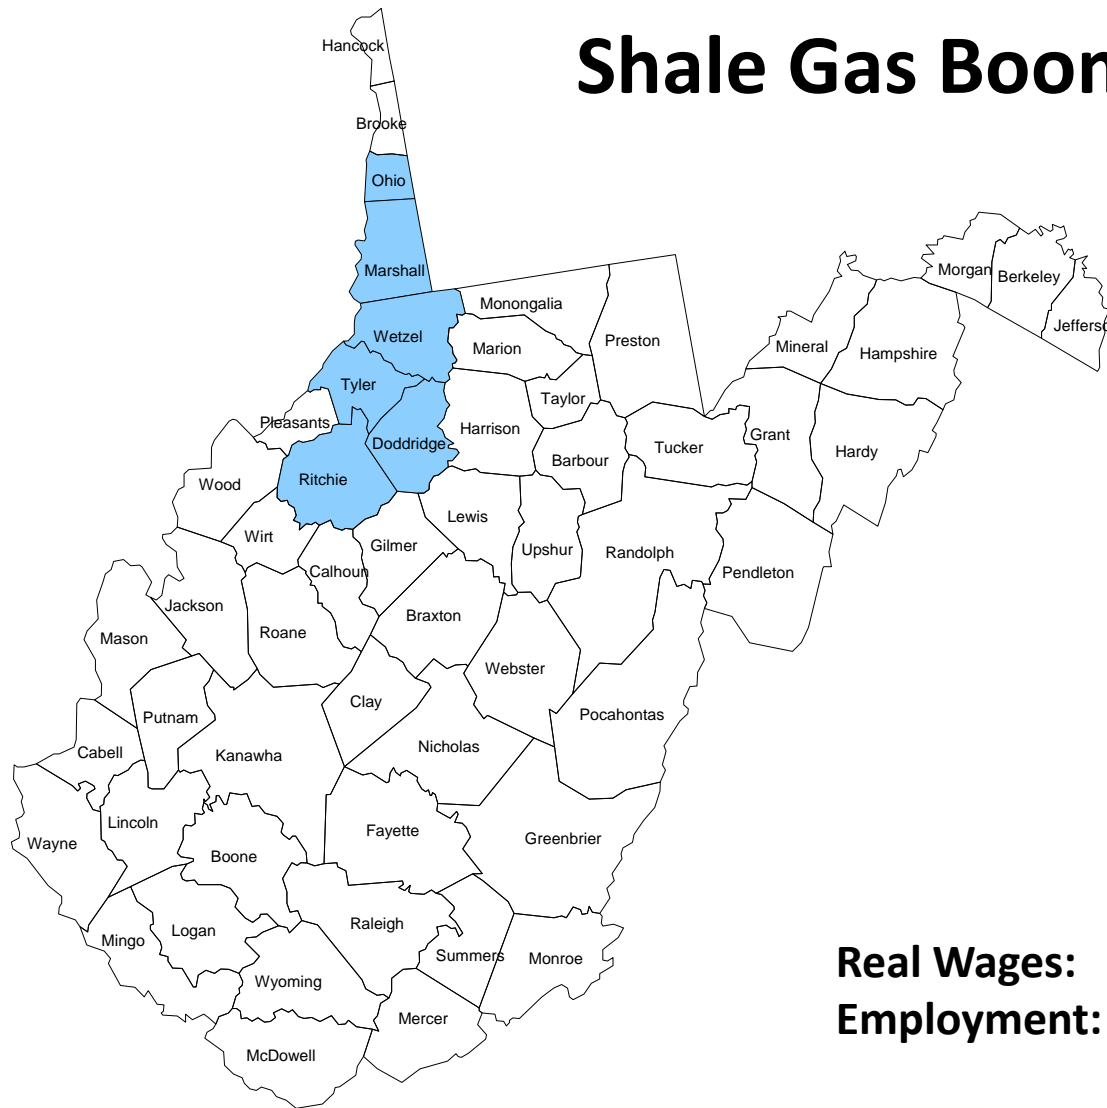 Hancock
Shale Gas Boom
Brooke
Ohio
Marshall
Wetzel
Monongalia
Marion
Preston
Morgan
Berkeley
Jefferso
Mineral
Hampshire
Tyler
Pleasants
Doddridge
Harrison
Taylor
Barbour
Tucker
Grant
Hardy
Ritchie
Wood
Wirt
Lewis
Gilmer
Calhoun
Upshur
Randolph
Pendleton
Jackson
Roane
Braxton
Mason
Webster
Clay
Putnam
Pocahontas
Cabell
Kanawha
Nicholas
Wayne
Lincoln
Boone
Fayette
Greenbrier
Mingo
Logan
Raleigh
Summers
Monroe
Wyoming
Mercer
McDowell
Real Wages:
Employment: